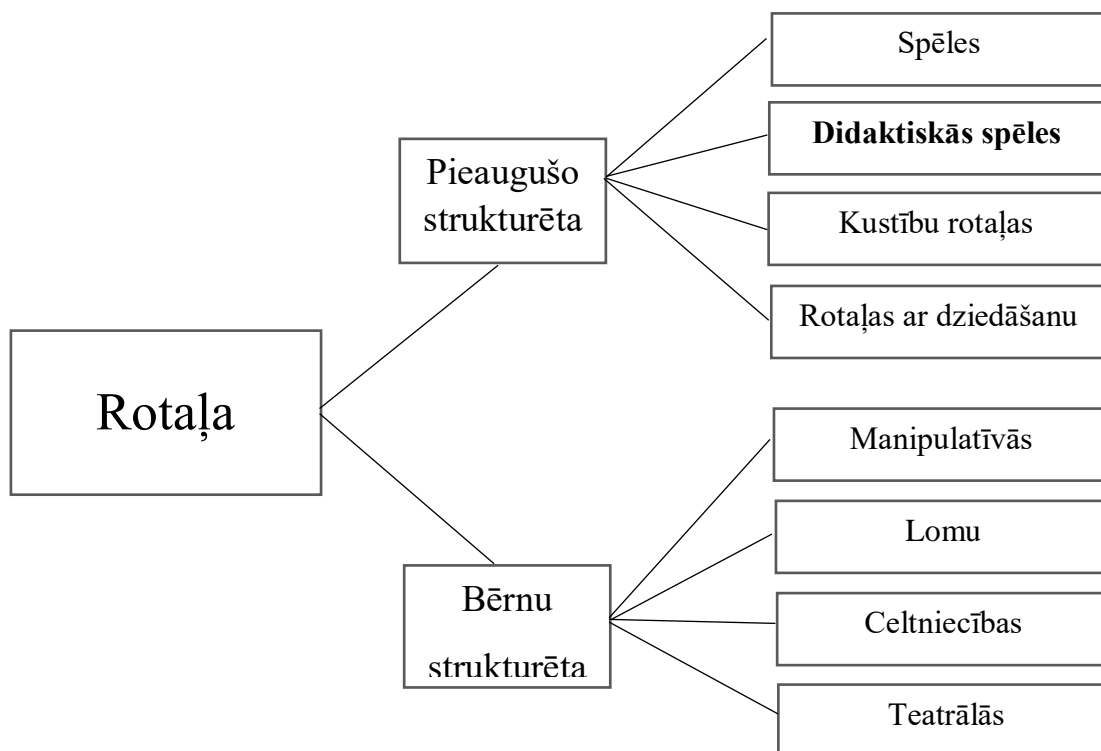 Rotaļa
Pieaugušo
strukturēta
Spēles
Didaktiskās spēles
Kustību rotaļas
Rotaļas ar dziedāšanu
Bērnu
strukturēta
Manipulatīvās
Lomu
Celtniecības
Teatrālās